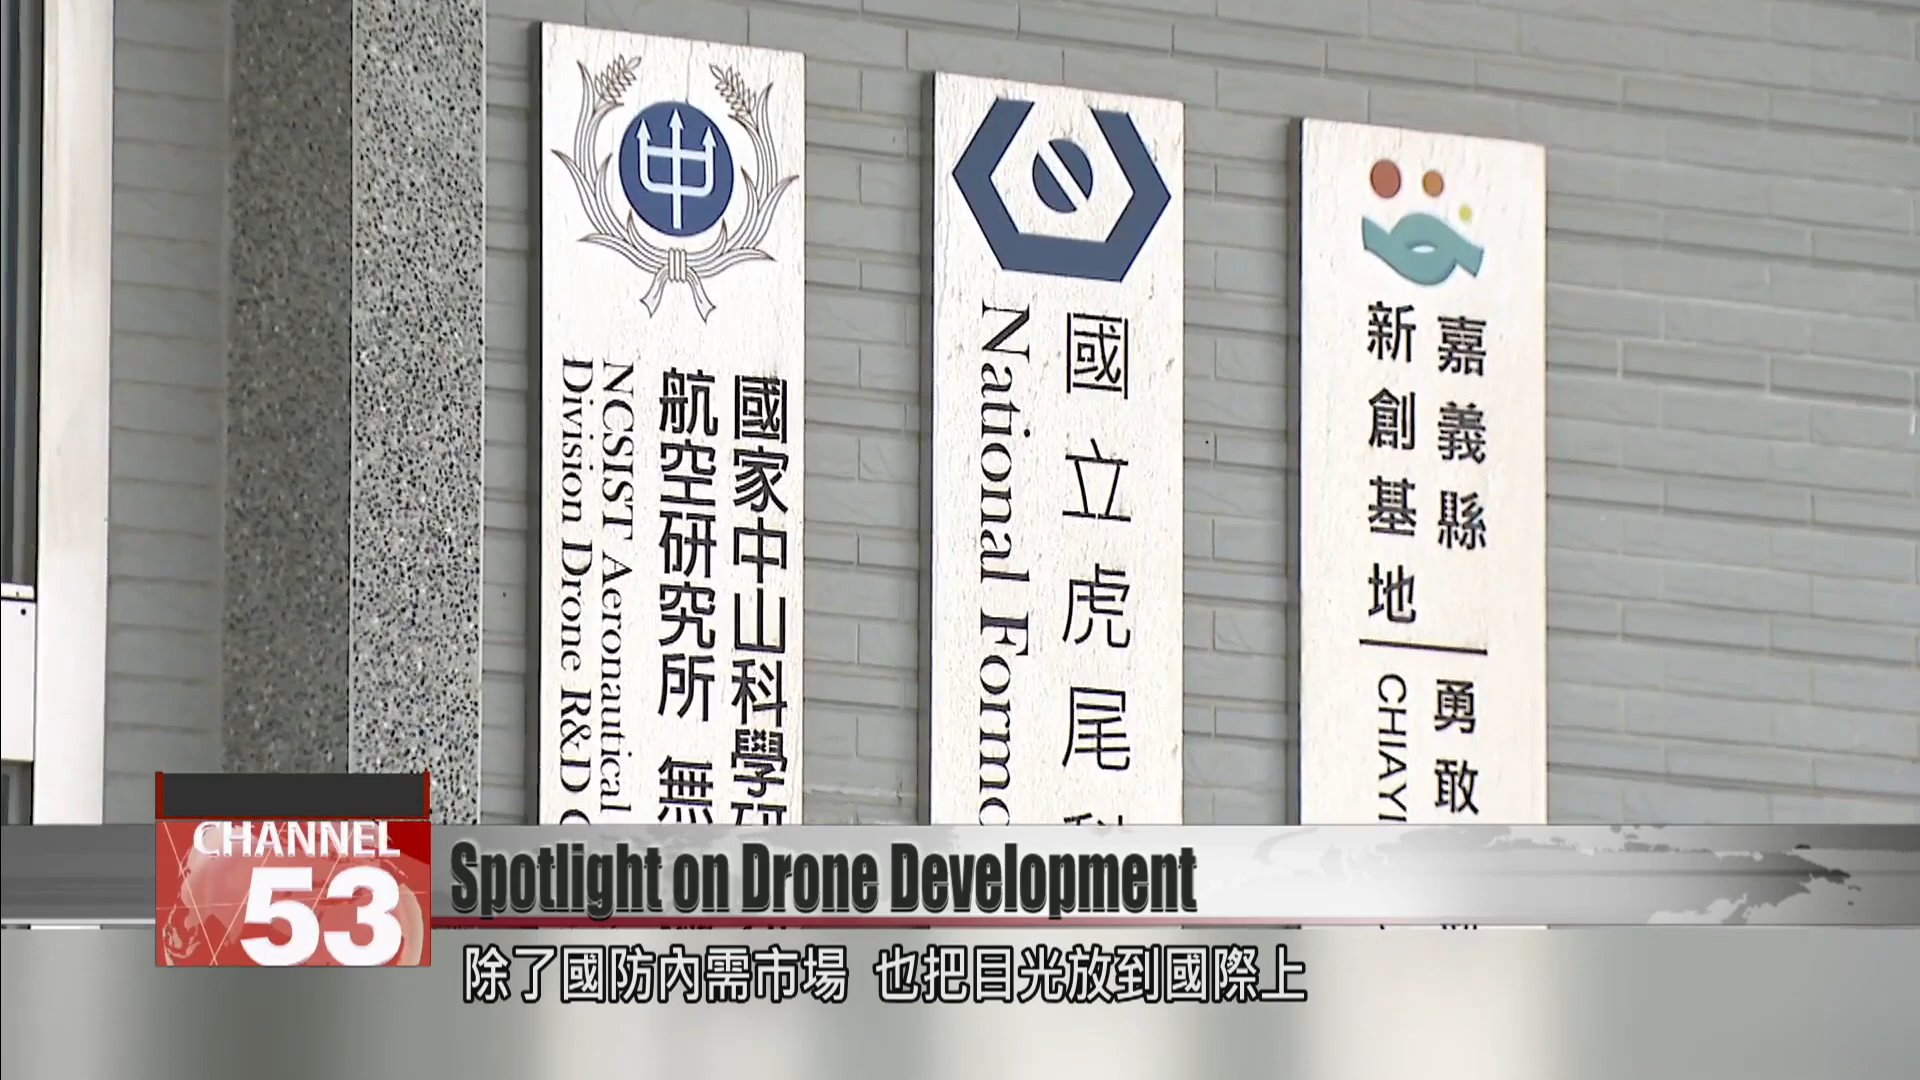 國家中山科學研
航空研究所 無
NCSIST Aeronautical
Division Drone R&D C
國立虎尾科
National Formo
嘉義縣
新創基地
勇敢
CHIAYI
CHANNEL
53
Spotlight on Drone Development
除了國防內需市場 也把目光放到國際上